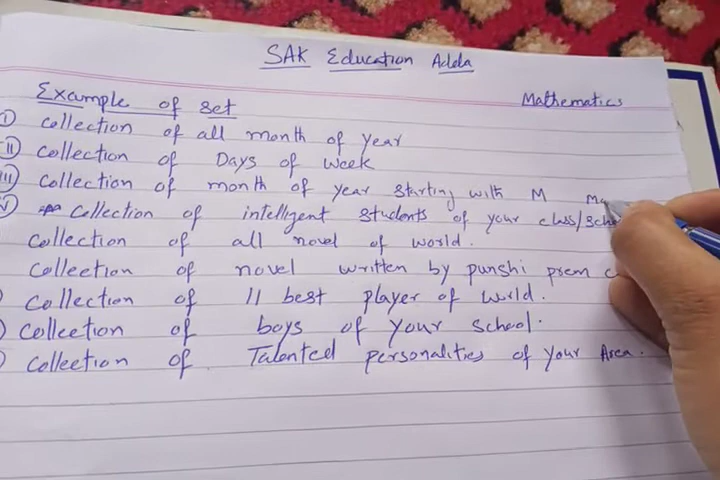 SAK Education Adda
Example of set
Mathematics
I) collection of all month of year
II) collection of Days of week
III) collection of month of year starting with M
collection of intelligent students of your class/
collection of all novel of world.
collection of novel written by punshi prem
collection of 11 best player of world.
collection of boys of your school.
collection of Talented personalities of your Area.